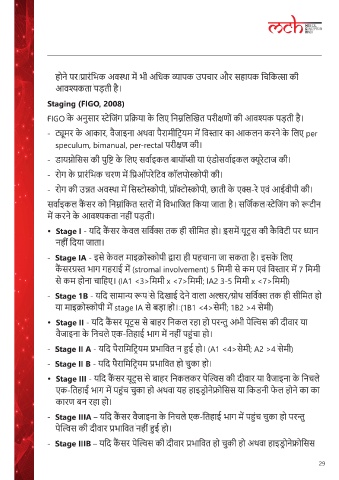 mch
होने पर।प्रारंभिक अवस्था में भी अधिक व्यापक उपचार और सहायक चिकित्सा की
आवश्यकता पड़ती है।
Staging (FIGO, 2008)
FIGO के अनुसार स्टेजिंग प्रक्रिया के लिए निम्नलिखित परीक्षणों की आवश्यक पड़ती है।
- ट्यूमर के आकार, वैजाइना अथवा पैरामीट्रियम में विस्तार का आकलन करने के लिए per
speculum, bimanual, per-rectal परीक्षण की।
- डायग्नोसिस की पुष्टि के लिए सर्वाइकल बायोप्सी या एंडोसर्वाइकल क्यूरेटाज की।
- रोग के प्रारंभिक चरण में प्रिऑपरेटिव कॉलपोस्कोपी की।
- रोग की उन्नत अवस्था में सिस्टोस्कोपी, प्रॉक्टोस्कोपी, छाती के एक्स-रे एवं आईवीपी की।
सर्वाइकल कैंसर को निम्नांकित स्तरों में विभाजित किया जाता है। सर्जिकल स्टेजिंग को रूटीन
में करने के आवश्यकता नहीं पड़ती।
• Stage I - यदि कैंसर केवल सर्विक्स तक ही सीमित हो। इसमें यूट्रस की कैविटी पर ध्यान
नहीं दिया जाता।
- Stage IA - इसे केवल माइक्रोस्कोपी द्वारा ही पहचाना जा सकता है। इसके लिए
कैंसरग्रस्त भाग गहराई में (stromal involvement) 5 मिमी से कम एवं विस्तार में 7 मिमी
से कम होना चाहिए। (IA1 <3>मिमी x <7>मिमी; IA2 3-5 मिमी x <7>मिमी)
- Stage 1B - यदि सामान्य रूप से दिखाई देने वाला अल्सर/ग्रोथ सर्विक्स तक ही सीमित हो
या माइक्रोस्कोपी में stage IA से बड़ा हो। (1B1 <4>सेमी; 1B2 >4 सेमी)
• Stage II - यदि कैंसर यूट्रस से बाहर निकल रहा हो परन्तु अभी पेल्विस की दीवार या
वैजाइना के निचले एक-तिहाई भाग में नहीं पहुंचा हो।
- Stage II A - यदि पैरामिट्रियम प्रभावित न हुई हो। (A1 <4>सेमी; A2 >4 सेमी)
- Stage II B - यदि पैरामिट्रियम प्रभावित हो चुका हो।
• Stage III - यदि कैंसर यूट्रस से बाहर निकलकर पेल्विस की दीवार या वैजाइना के निचले
एक-तिहाई भाग में पहुंच चुका हो अथवा यह हाइड्रोनेफ्रोसिस या किडनी फेल होने का का
कारण बन रहा हो।
- Stage IIIA – यदि कैंसर वैजाइना के निचले एक-तिहाई भाग में पहुंच चुका हो परन्तु
पेल्विस की दीवार प्रभावित नहीं हुई हो।
- Stage IIIB – यदि कैंसर पेल्विस की दीवार प्रभावित हो चुकी हो अथवा हाइड्रोनेफ्रोसिस
29